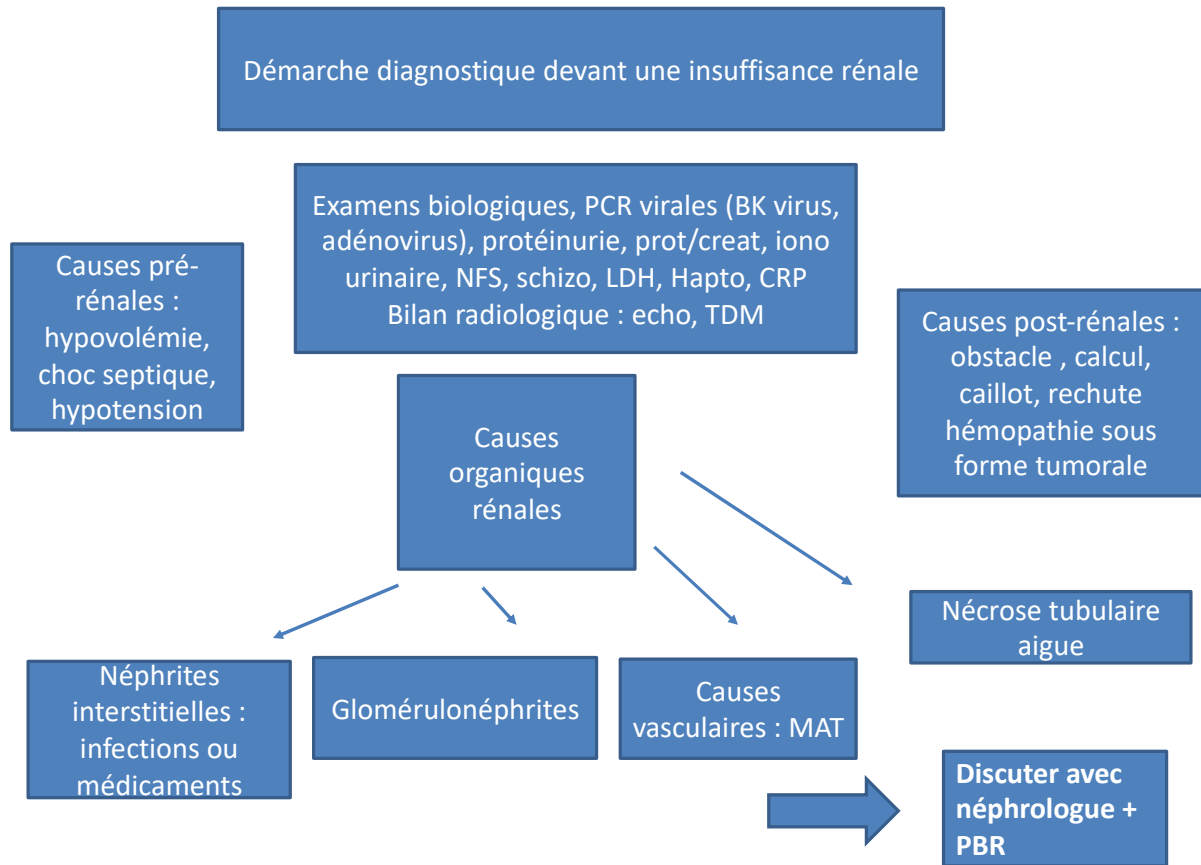 Démarche diagnostique devant une insuffisance rénale
Examens biologiques, PCR virales (BK virus,
adénovirus), protéinurie, prot/creat, iono
urinaire, NFS, schizo, LDH, Hapto, CRP
Bilan radiologique : echo, TDM
Causes pré-
rénales :
hypovolémie,
choc septique,
hypotension
Causes post-rénales :
obstacle , calcul,
caillot, rechute
hémopathie sous
forme tumorale
Causes
organiques
rénales
Nécrose tubulaire
aigue
Néphrites
interstitielles :
infections ou
médicaments
Glomérulonéphrites
Causes
vasculaires : MAT
Discuter avec
néphrologue +
PBR